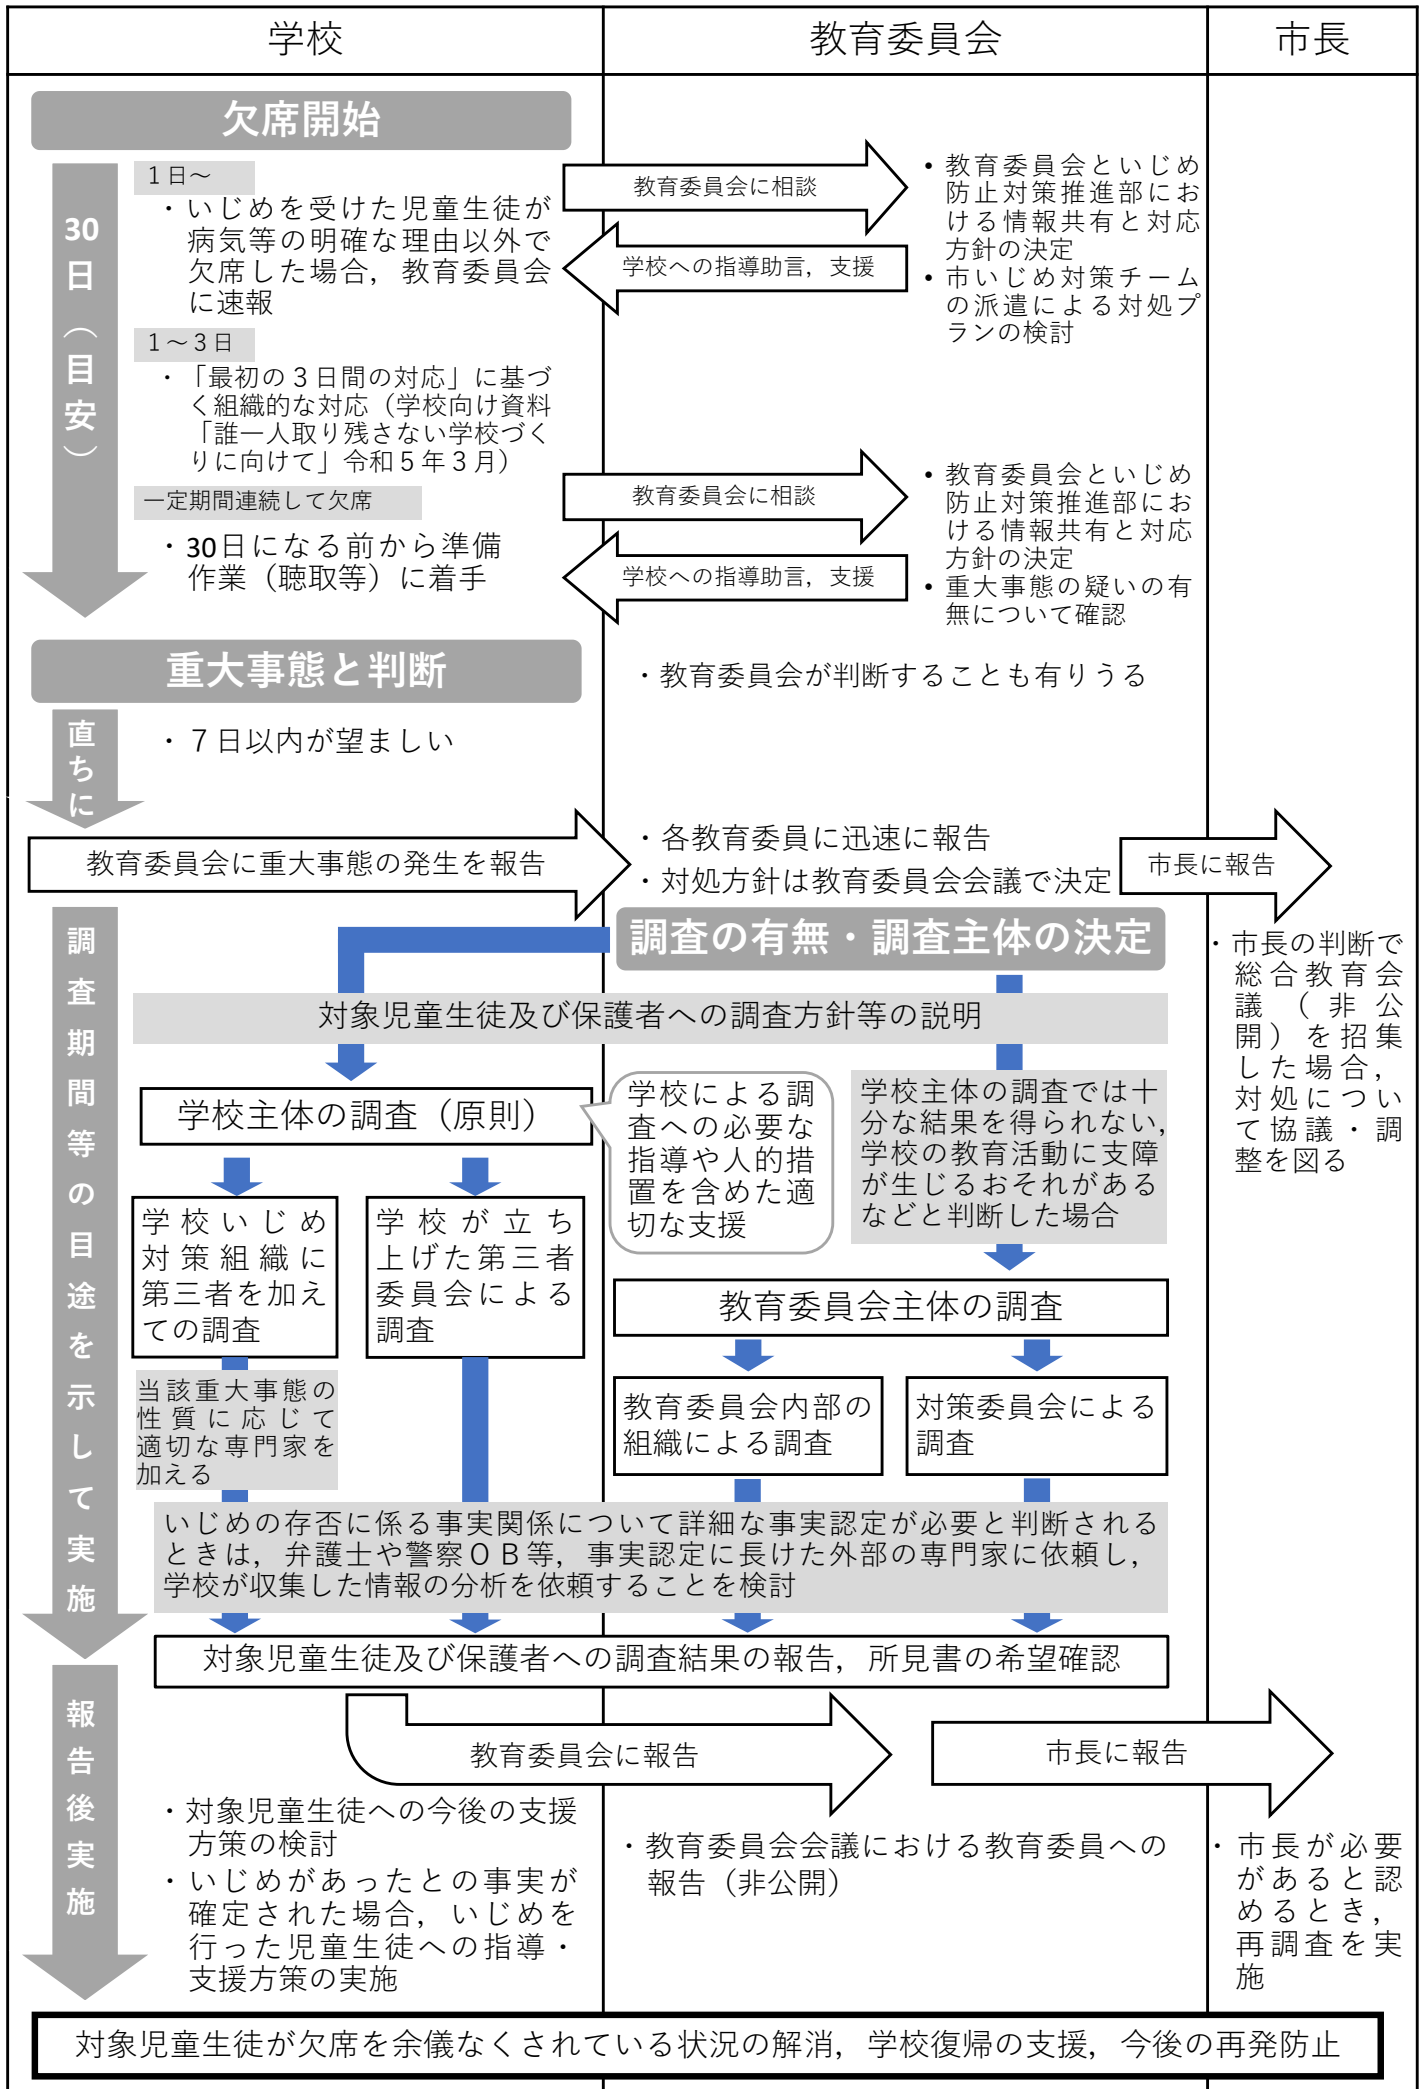 学校
教育委員会
市長
欠席開始
30日（目安）
１日～
・いじめを受けた児童生徒が
病気等の明確な理由以外で
欠席した場合，教育委員会
に速報
教育委員会に相談
学校への指導助言，支援
• 教育委員会といじめ
防止対策推進部にお
ける情報共有と対応
方針の決定
• 市いじめ対策チーム
の派遣による対処プ
ランの検討
１～３日
・「最初の３日間の対応」に基づ
く組織的な対応（学校向け資料
「誰一人取り残さない学校づく
りに向けて」令和５年３月）
一定期間連続して欠席
・30日になる前から準備
作業（聴取等）に着手
教育委員会に相談
学校への指導助言，支援
• 教育委員会といじめ
防止対策推進部にお
ける情報共有と対応
方針の決定
• 重大事態の疑いの有
無について確認
重大事態と判断
・教育委員会が判断することも有りうる
直ちに
・７日以内が望ましい
教育委員会に重大事態の発生を報告
・各教育委員に迅速に報告
・対処方針は教育委員会会議で決定
市長に報告
調査期間等の目途を示して実施
調査の有無・調査主体の決定
・市長の判断で
総合教育会
議（非公
開）を招集
した場合，
対処につい
て協議・調
整を図る
対象児童生徒及び保護者への調査方針等の説明
学校主体の調査（原則）
学校による調
査への必要な
指導や人的措
置を含めた適
切な支援
学校主体の調査では十
分な結果を得られない，
学校の教育活動に支障
が生じるおそれがある
などと判断した場合
学校いじめ
対策組織に
第三者を加え
ての調査
学校が立ち
上げた第三者
委員会による
調査
教育委員会主体の調査
当該重大事態の
性質に応じて
適切な専門家を
加える
教育委員会内部の
組織による調査
対策委員会による
調査
いじめの存否に係る事実関係について詳細な事実認定が必要と判断される
ときは，弁護士や警察ＯＢ等，事実認定に長けた外部の専門家に依頼し，
学校が収集した情報の分析を依頼することを検討
対象児童生徒及び保護者への調査結果の報告，所見書の希望確認
報告後実施
教育委員会に報告
市長に報告
・対象児童生徒への今後の支援
方策の検討
・いじめがあったとの事実が
確定された場合，いじめを
行った児童生徒への指導・
支援方策の実施
・教育委員会会議における教育委員への
報告（非公開）
・市長が必要
があると認
めるとき，
再調査を実
施
対象児童生徒が欠席を余儀なくされている状況の解消，学校復帰の支援，今後の再発防止